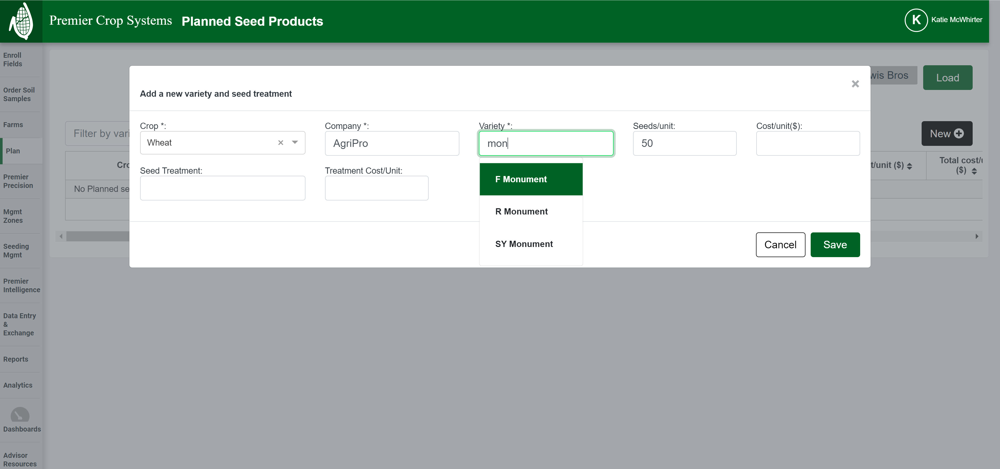 Premier Crop Systems Planned Seed Products
K Katie McWhirter
Enroll
Fields
Order Soil
Samples
Farms
Plan
Premier
Precision
Mgmt
Zones
Seeding
Mgmt
Premier
Intelligence
Data Entry
&
Exchange
Reports
Analytics
Dashboards
Advisor
Resources
wis Bros
Load
Filter by vari
New
Cro
t/unit ($)
Total cost/u
($)
No Planned se
Add a new variety and seed treatment
×
Crop *:
Wheat
Company *:
AgriPro
Variety *:
mon
Seeds/unit:
50
Cost/unit($):
Seed Treatment:
Treatment Cost/Unit:
F Monument
R Monument
SY Monument
Cancel
Save